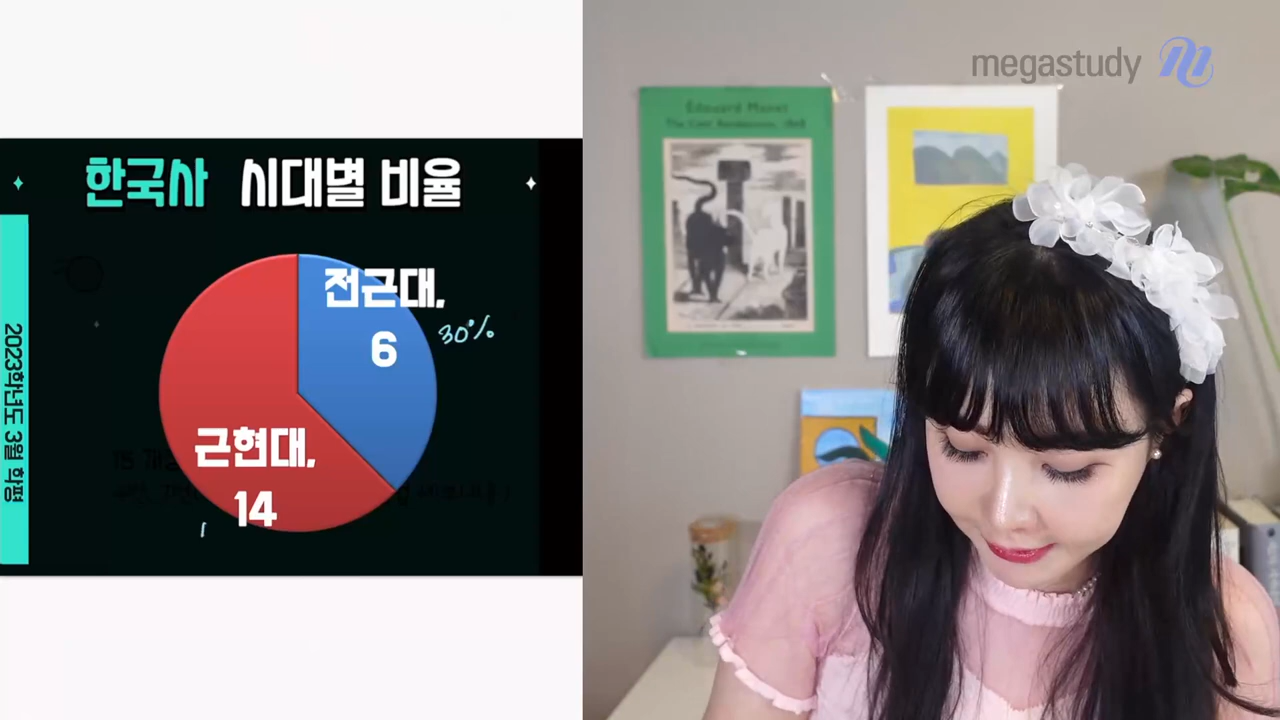 megastudy
한국사 시대별 비율
2023학년도 3월 학평
전근대,
6
30%
근현대,
14
Edouard Manet